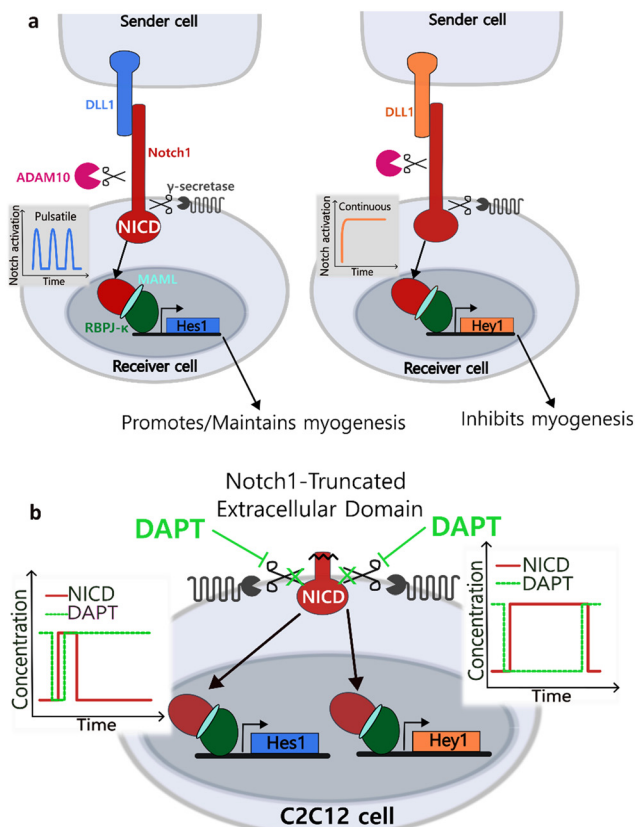 a
Sender cell
DLL1
Notch1
ADAM10
γ-secretase
Notch activation
Pulsatile
Time
NICD
MAML
RBPJ-κ
Hes1
Receiver cell
Promotes/Maintains myogenesis
Sender cell
DLL1
Notch activation
Continuous
Time
Hey1
Receiver cell
Inhibits myogenesis
b
Notch1-Truncated
Extracellular Domain
DAPT
DAPT
NICD
Concentration
NICD
DAPT
Time
Concentration
NICD
DAPT
Time
Hes1
Hey1
C2C12 cell